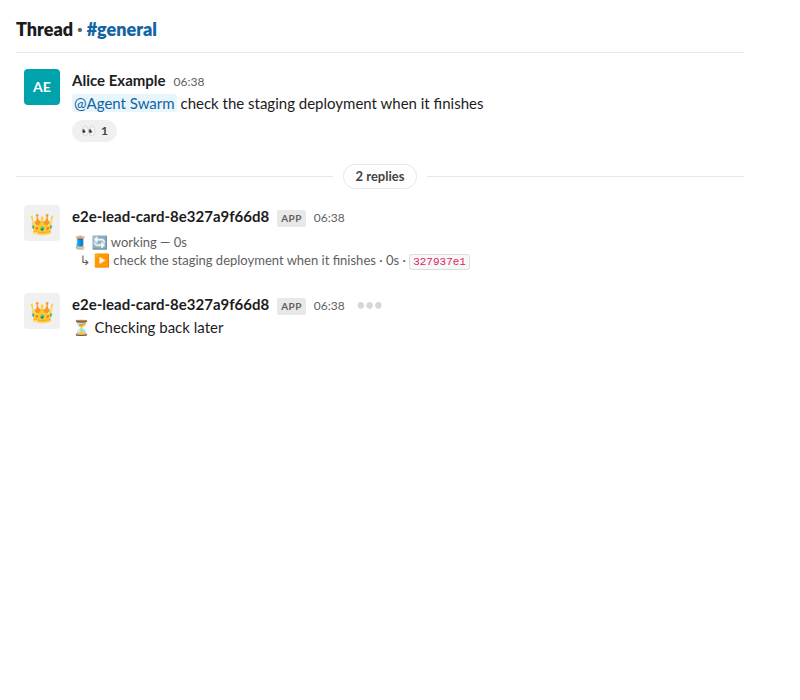 Thread • #general
AE
Alice Example 06:38
@Agent Swarm check the staging deployment when it finishes
👀 1
2 replies
e2e-lead-card-8e327a9f66d8 APP 06:38
🧵 🔄 working — 0s
↳ ▶️ check the staging deployment when it finishes · 0s · 327937e1
e2e-lead-card-8e327a9f66d8 APP 06:38
⏳ Checking back later